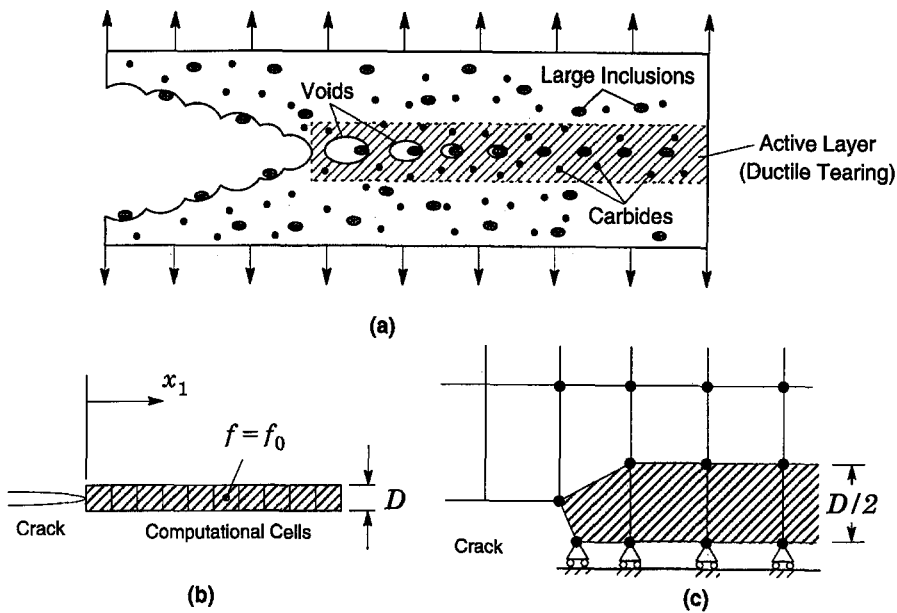 Large Inclusions
Voids
Active Layer
(Ductile Tearing)
Carbides
(a)
x1
f = f0
D
Crack
Computational Cells
(b)
D/2
Crack
(c)